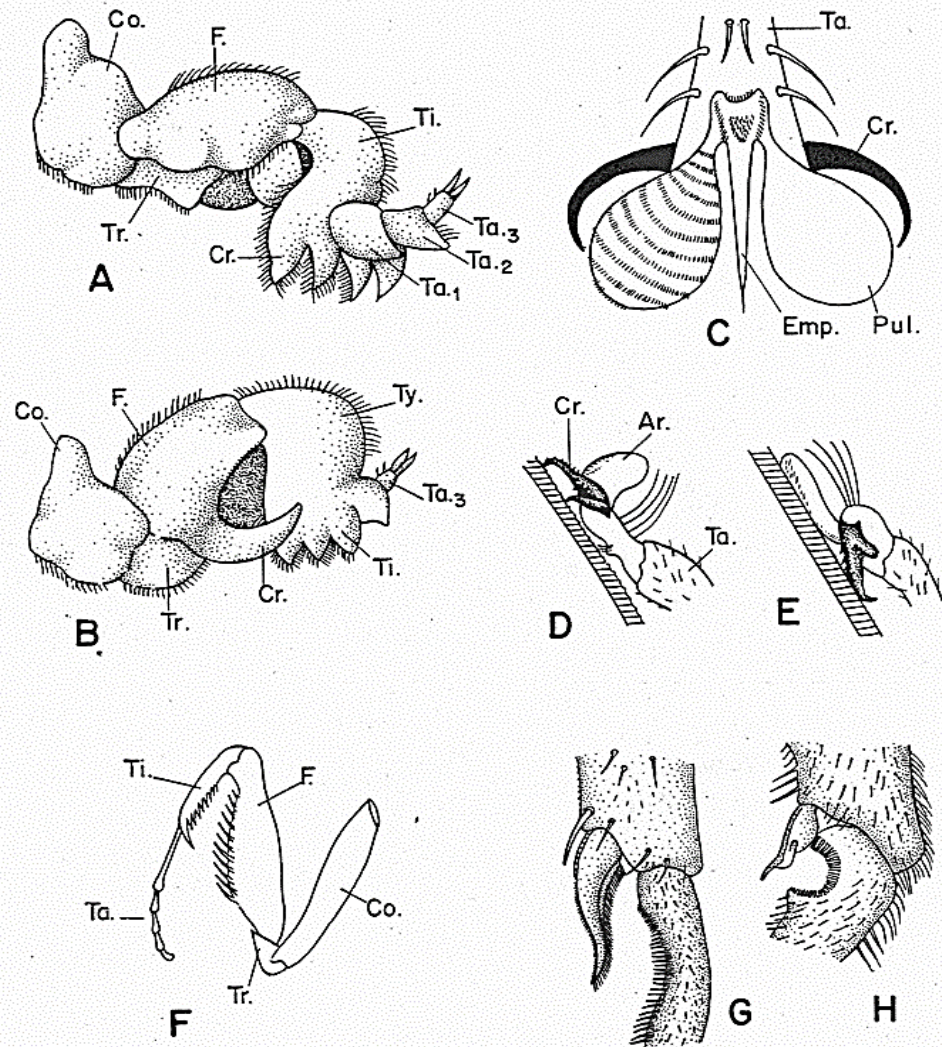 Co.
F.
Ti.
Tr.
Cr.
Ta.1
Ta.2
Ta.3
A
Ta.
Cr.
Emp.
Pul.
C
Co.
F.
Ty.
Ta.3
Ti.
Cr.
Tr.
B
Cr.
Ar.
Ta.
D
E
Ti.
F.
Ta.
Co.
Tr.
F
G
H